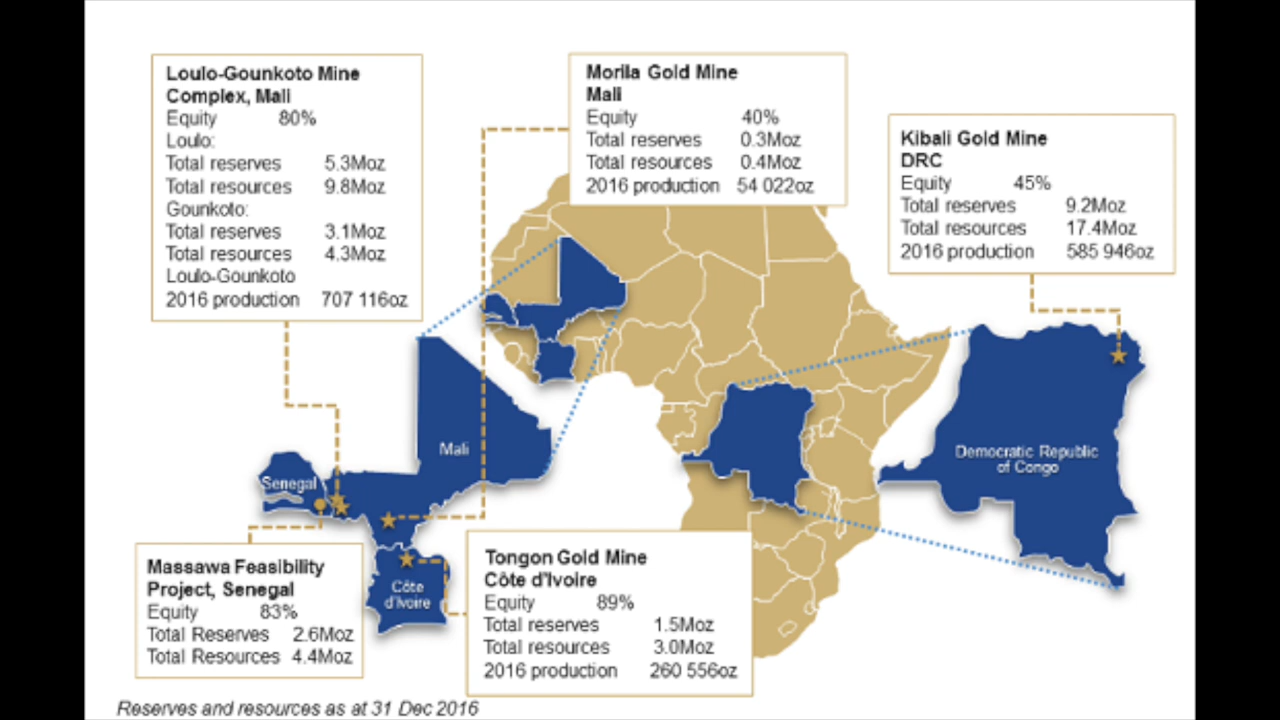 Loulo-Gounkoto Mine
Complex, Mali
Equity 80%
Loulo:
Total reserves 5.3Moz
Total resources 9.8Moz
Gounkoto:
Total reserves 3.1Moz
Total resources 4.3Moz
Loulo-Gounkoto
2016 production 707 116oz
Morila Gold Mine
Mali
Equity 40%
Total reserves 0.3Moz
Total resources 0.4Moz
2016 production 54 022oz
Kibali Gold Mine
DRC
Equity 45%
Total reserves 9.2Moz
Total resources 17.4Moz
2016 production 585 946oz
Mali
Senegal
Democratic Republic
of Congo
Massawa Feasibility
Project, Senegal
Equity 83%
Total Reserves 2.6Moz
Total Resources 4.4Moz
Côte
d'Ivoire
Tongon Gold Mine
Côte d'Ivoire
Equity 89%
Total reserves 1.5Moz
Total resources 3.0Moz
2016 production 260 556oz
Reserves and resources as at 31 Dec 2016